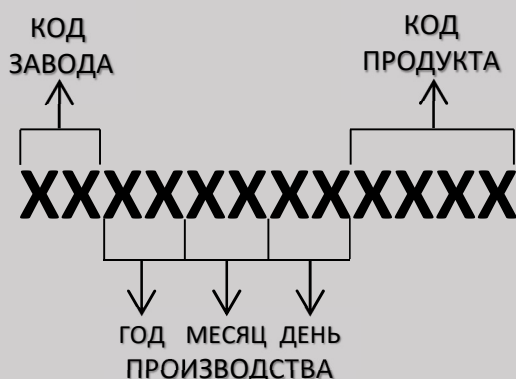 КОД
ЗАВОДА
КОД
ПРОДУКТА
XXXXXXXXXXXX
ГОД МЕСЯЦ ДЕНЬ
ПРОИЗВОДСТВА